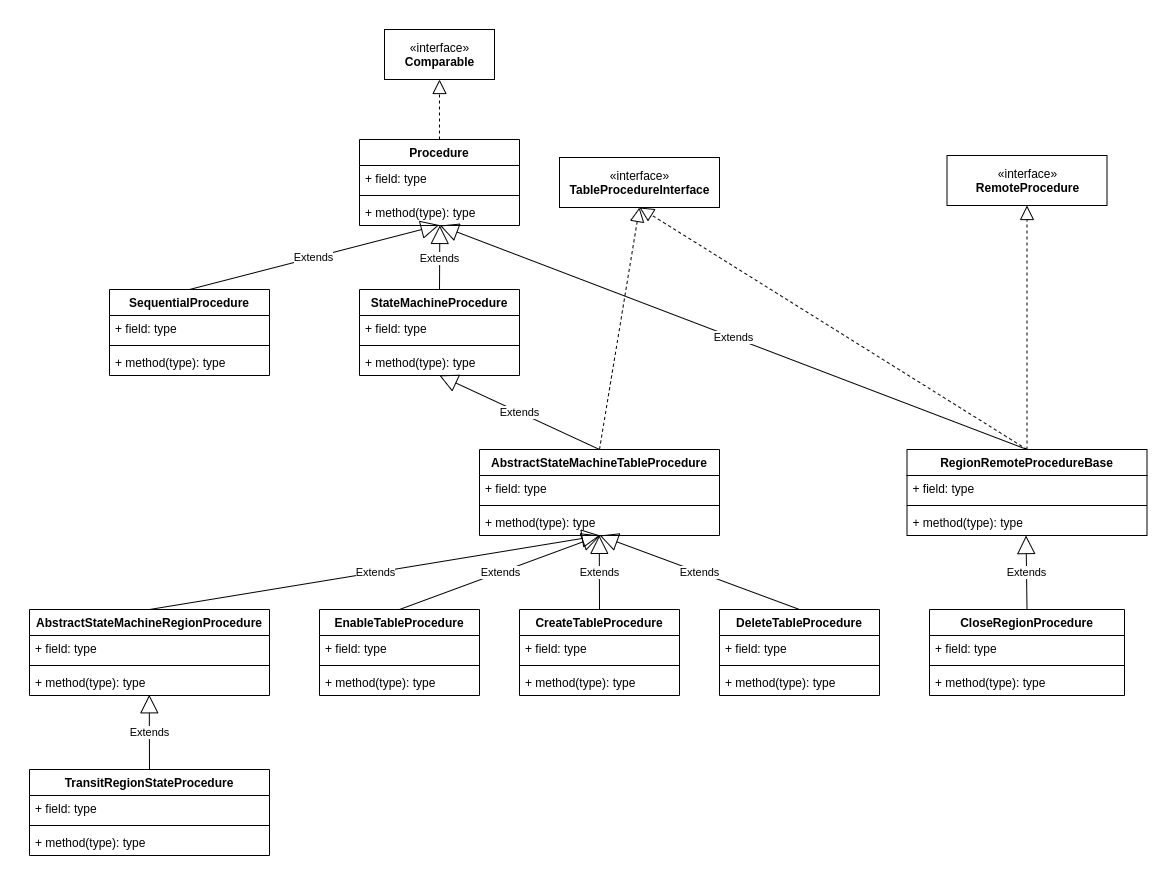 «interface»
Comparable
Procedure
+ field: type
+ method(type): type
«interface»
TableProcedureInterface
«interface»
RemoteProcedure
Extends
Extends
Extends
SequentialProcedure
+ field: type
+ method(type): type
StateMachineProcedure
+ field: type
+ method(type): type
Extends
AbstractStateMachineTableProcedure
+ field: type
+ method(type): type
RegionRemoteProcedureBase
+ field: type
+ method(type): type
Extends
Extends
Extends
Extends
Extends
AbstractStateMachineRegionProcedure
+ field: type
+ method(type): type
EnableTableProcedure
+ field: type
+ method(type): type
CreateTableProcedure
+ field: type
+ method(type): type
DeleteTableProcedure
+ field: type
+ method(type): type
CloseRegionProcedure
+ field: type
+ method(type): type
Extends
TransitRegionStateProcedure
+ field: type
+ method(type): type